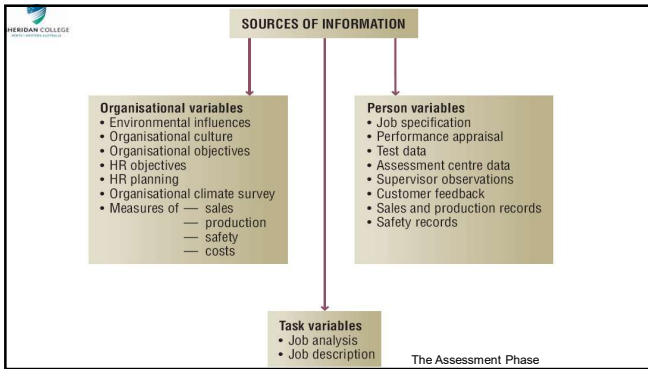 HERIDAN COLLEGE
SOURCES OF INFORMATION
Organisational variables
• Environmental influences
• Organisational culture
• Organisational objectives
• HR objectives
• HR planning
• Organisational climate survey
• Measures of — sales
— production
— safety
— costs
Person variables
• Job specification
• Performance appraisal
• Test data
• Assessment centre data
• Supervisor observations
• Customer feedback
• Sales and production records
• Safety records
Task variables
• Job analysis
• Job description
The Assessment Phase